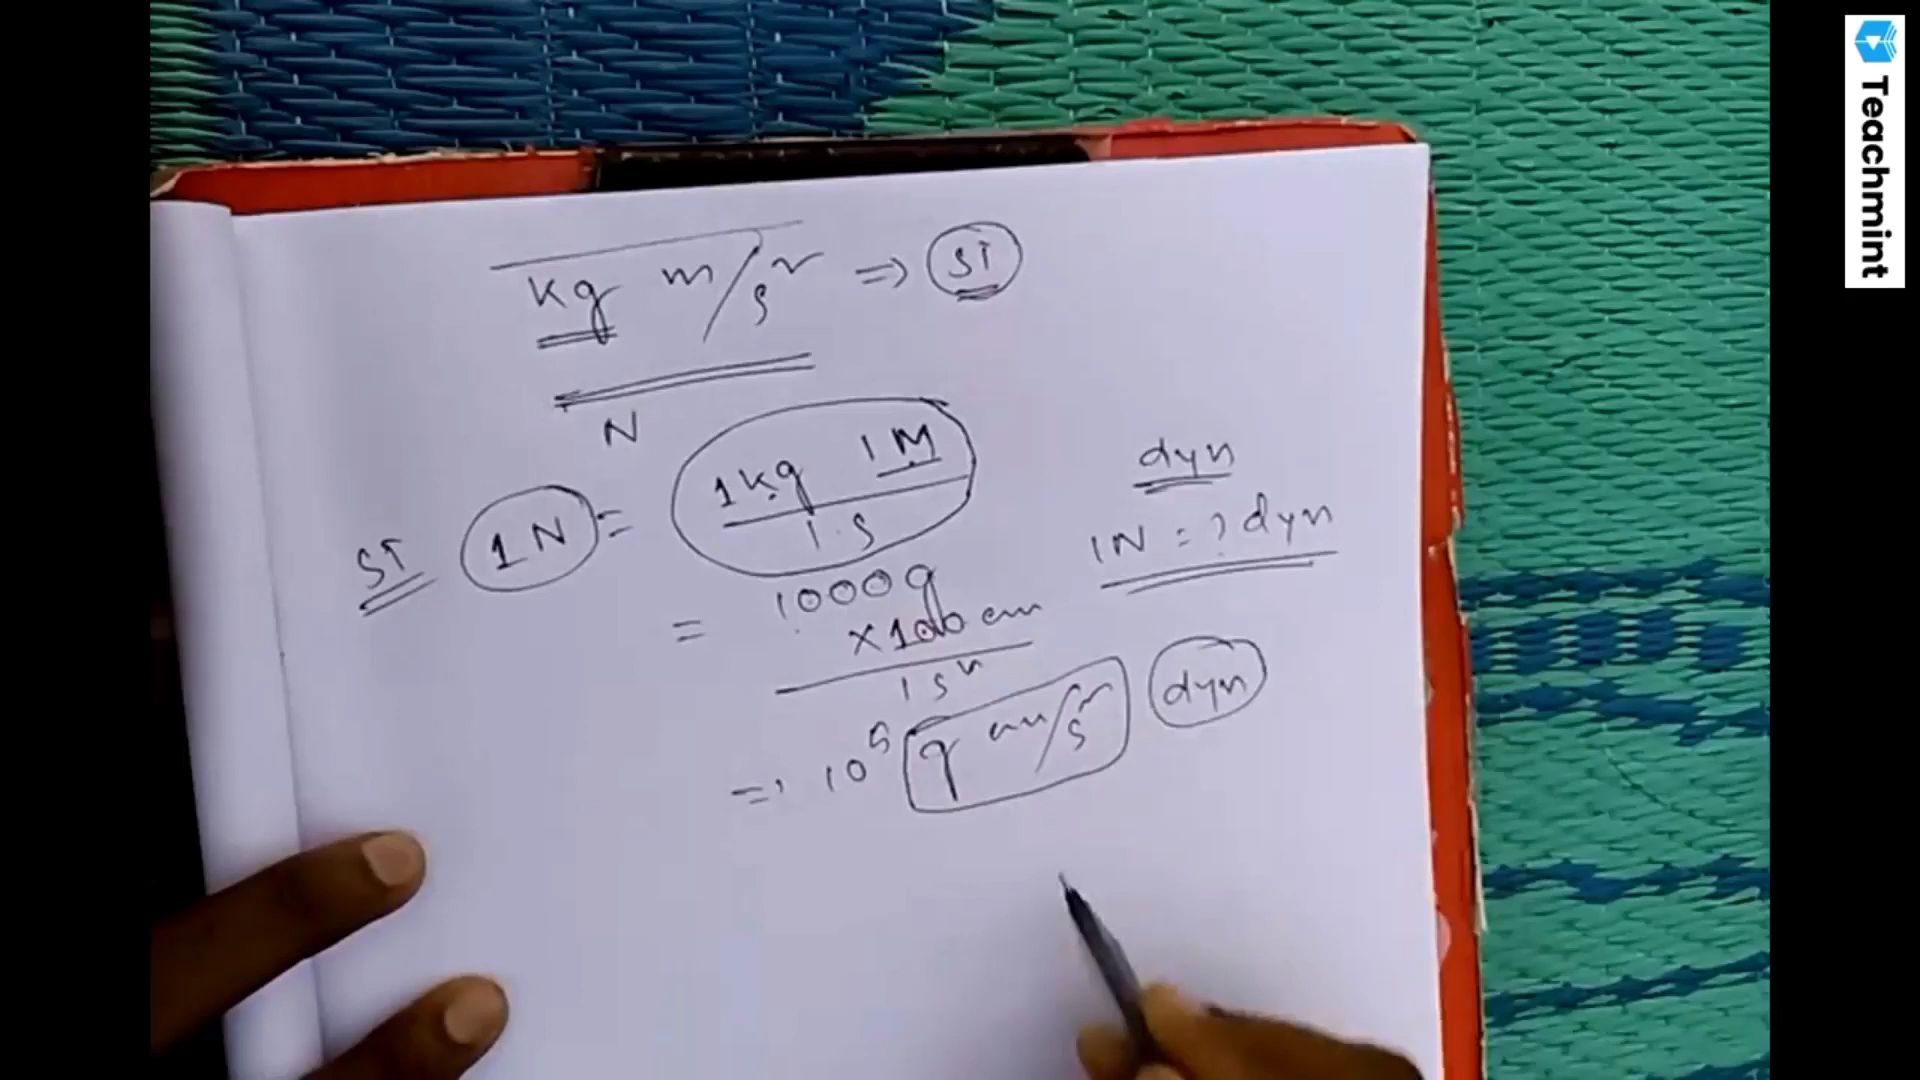 kg m/s² => SI
N
SI 1N = 1kg 1M / 1.s
dyn
1N = ? dyn
= 1000g
x100 cm
1 s²
=> 10⁵ g cm/s² dyn
Teachmint